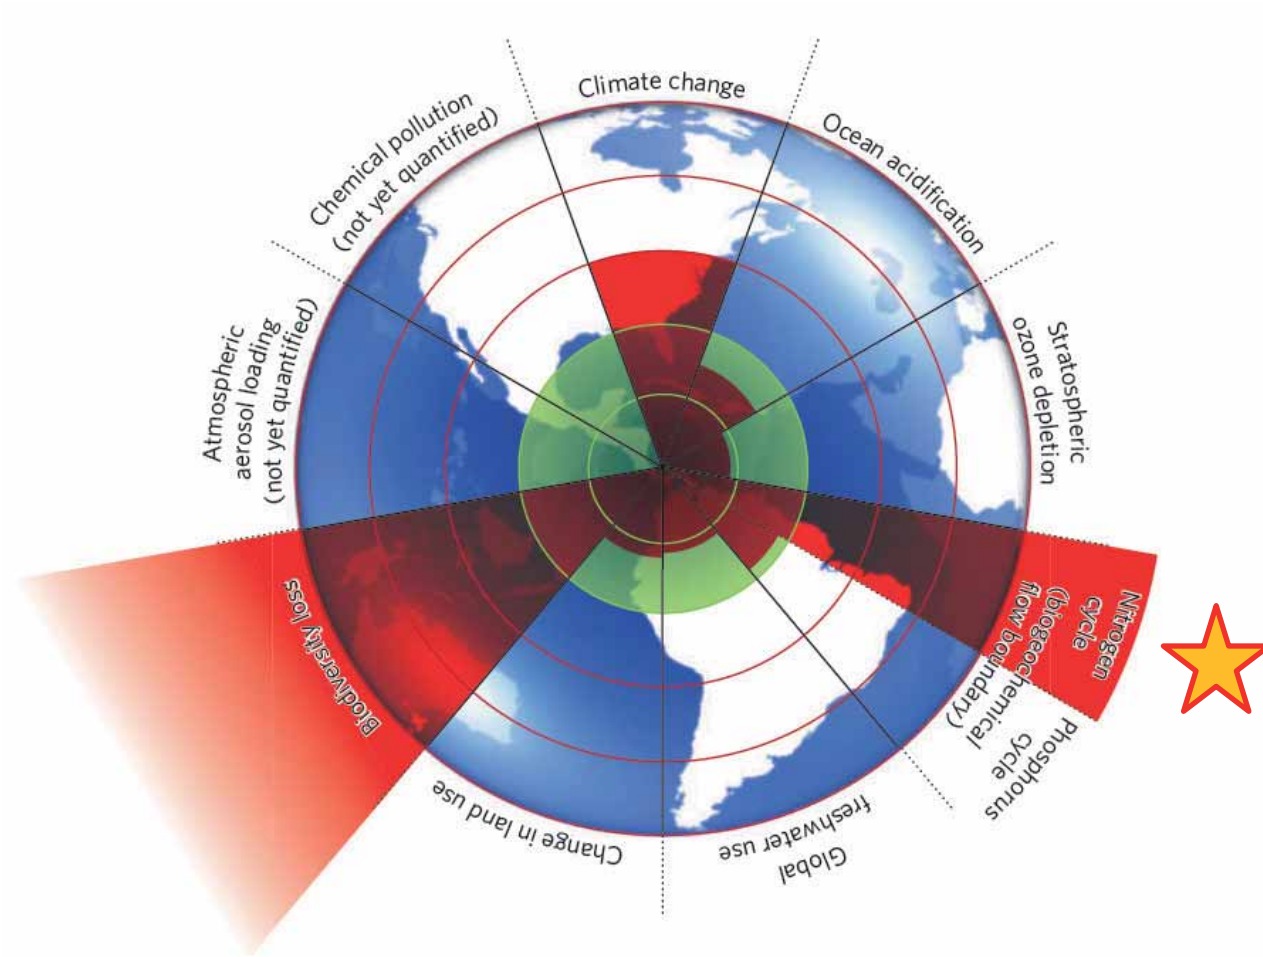 Climate change
Ocean acidification
Stratospheric
ozone depletion
Nitrogen
cycle
(biogeochemical
flow boundary)
Phosphorus
cycle
Global
freshwater use
Change in land use
Biodiversity loss
Atmospheric
aerosol loading
(not yet quantified)
Chemical pollution
(not yet quantified)